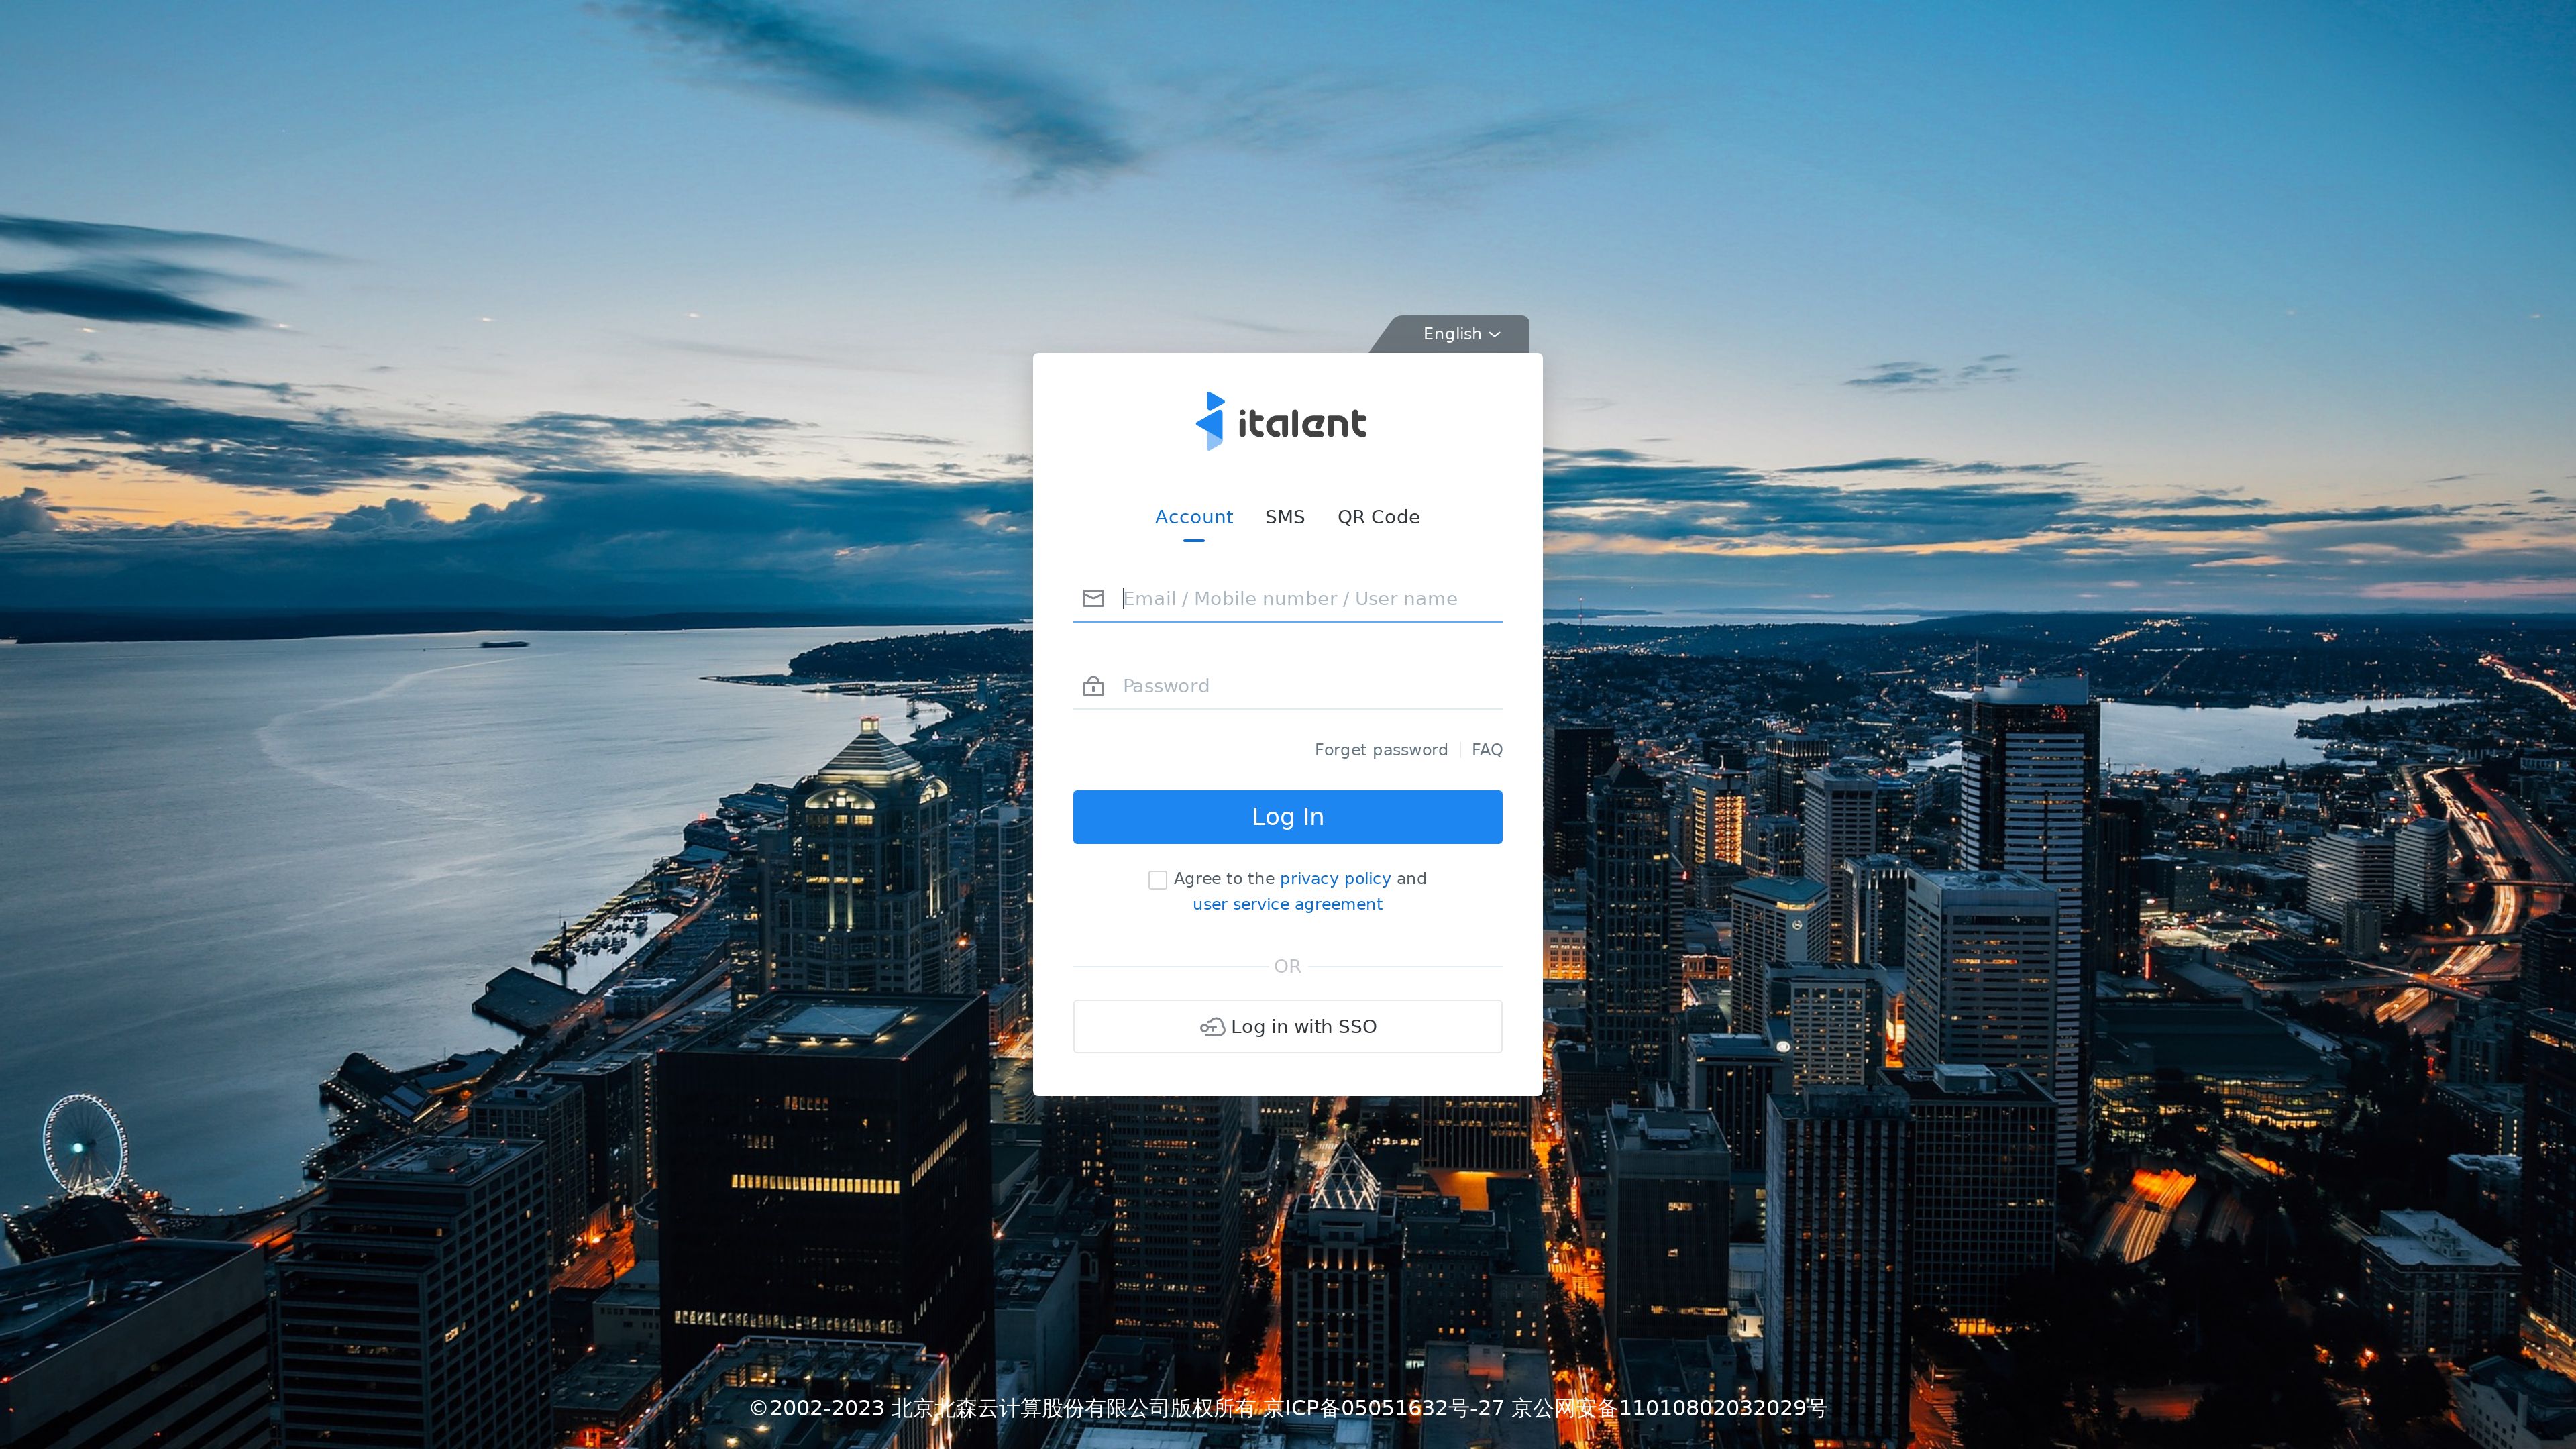 English
italent
Account SMS QR Code
Email / Mobile number / User name
Password
Forget password FAQ
Log In
Agree to the privacy policy and
user service agreement
OR
Log in with SSO
©2002-2023 北京北森云计算股份有限公司版权所有 京ICP备05051632号-27 京公网安备11010802032029号